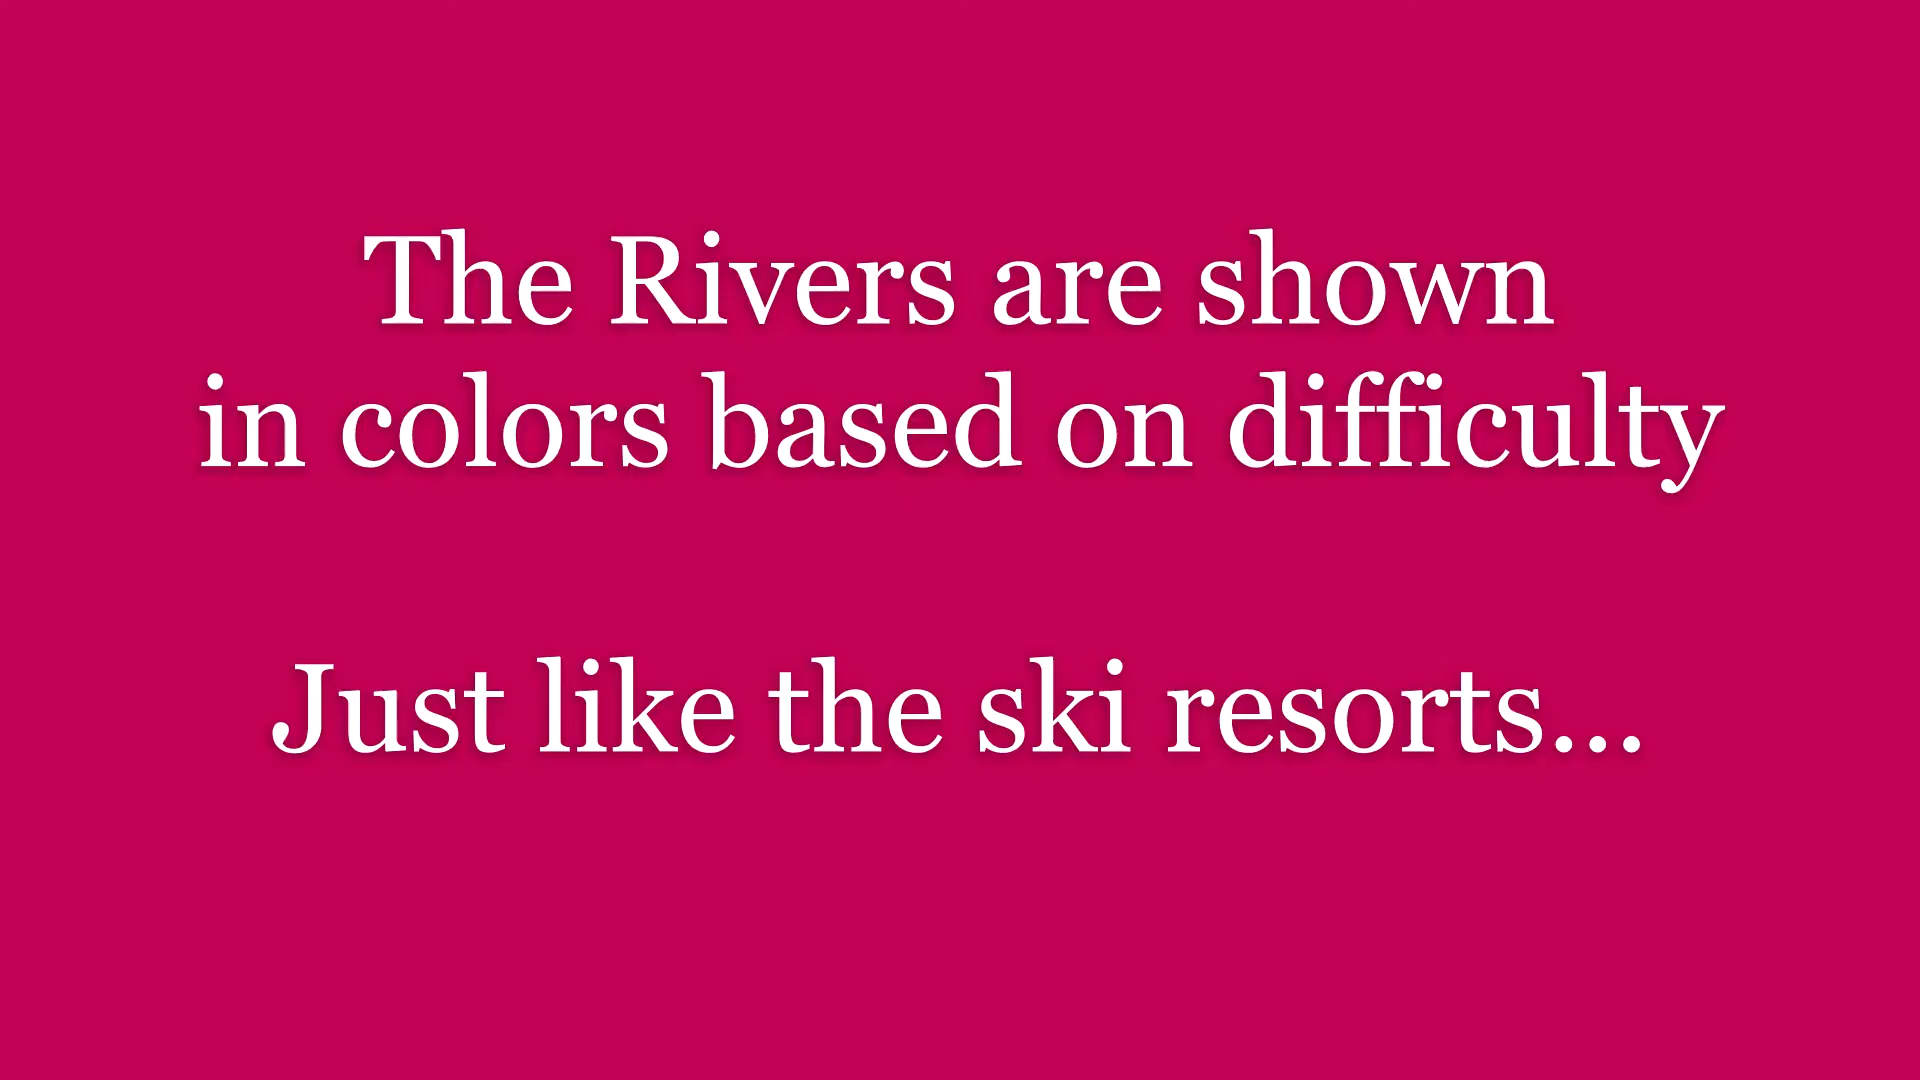 The Rivers are shown
in colors based on difficulty
Just like the ski resorts...